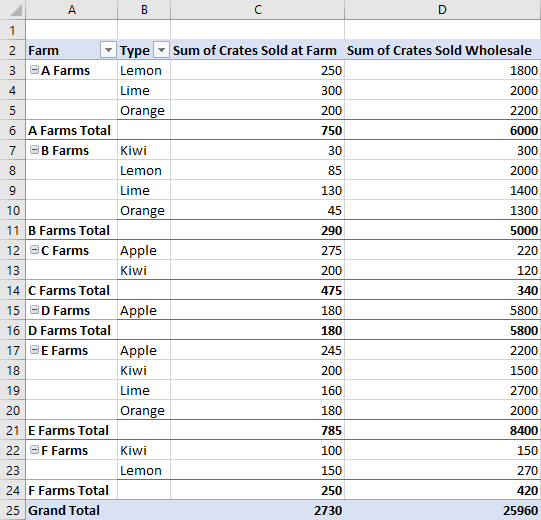 A B C D
1
2 Farm Type Sum of Crates Sold at Farm Sum of Crates Sold Wholesale
3 A Farms Lemon 250 1800
4 Lime 300 2000
5 Orange 200 2200
6 A Farms Total 750 6000
7 B Farms Kiwi 30 300
8 Lemon 85 2000
9 Lime 130 1400
10 Orange 45 1300
11 B Farms Total 290 5000
12 C Farms Apple 275 220
13 Kiwi 200 120
14 C Farms Total 475 340
15 D Farms Apple 180 5800
16 D Farms Total 180 5800
17 E Farms Apple 245 2200
18 Kiwi 200 1500
19 Lime 160 2700
20 Orange 180 2000
21 E Farms Total 785 8400
22 F Farms Kiwi 100 150
23 Lemon 150 270
24 F Farms Total 250 420
25 Grand Total 2730 25960